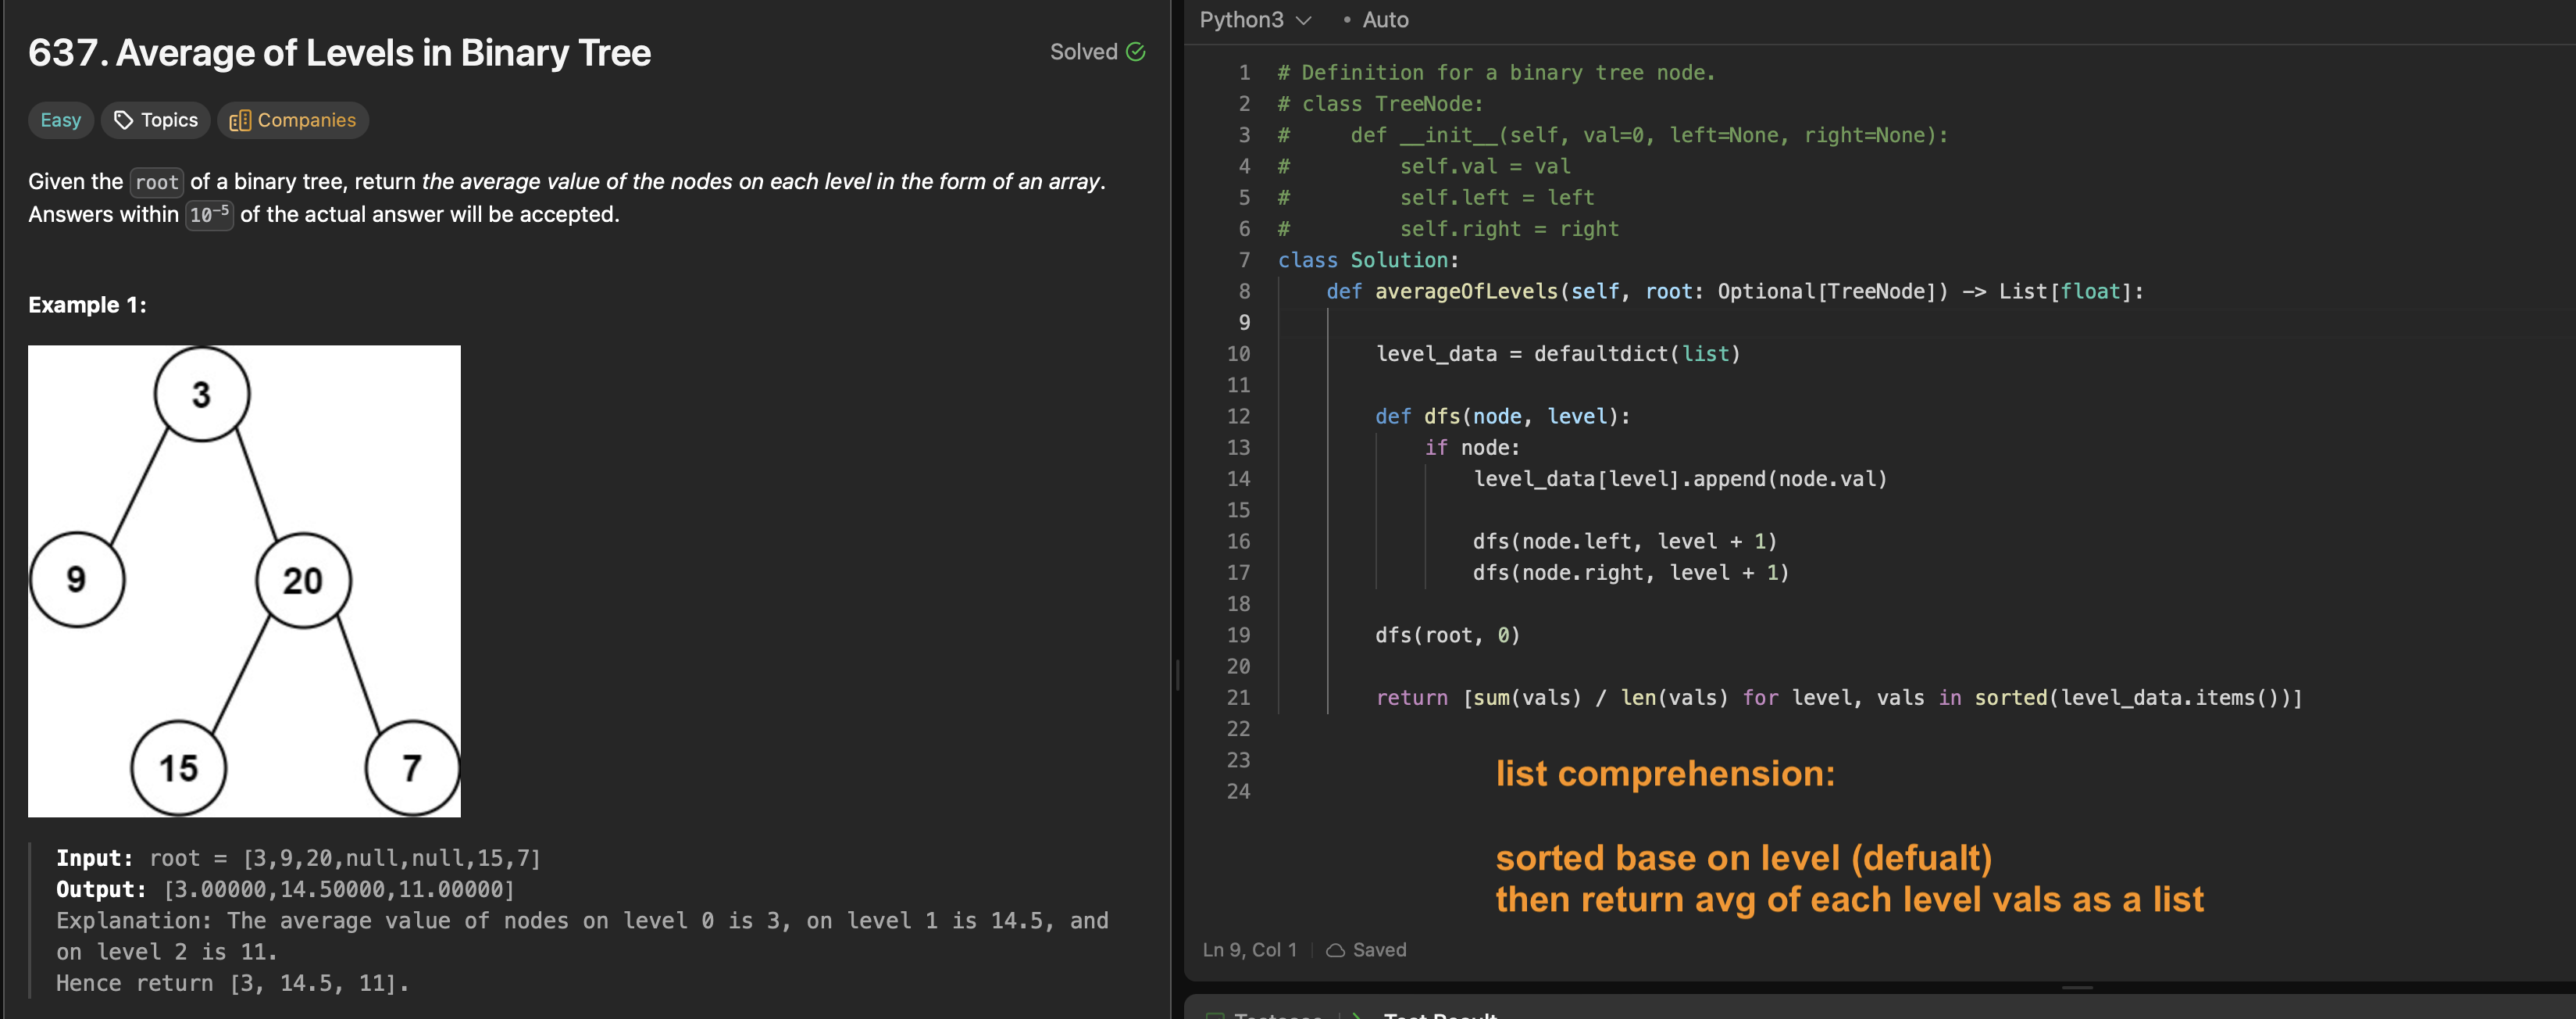 637. Average of Levels in Binary Tree
Solved
Easy
Topics
Companies
Given the root of a binary tree, return the average value of the nodes on each level in the form of an array.
Answers within 10⁻⁵ of the actual answer will be accepted.
Example 1:
3
9
20
15
7
Input: root = [3,9,20,null,null,15,7]
Output: [3.00000,14.50000,11.00000]
Explanation: The average value of nodes on level 0 is 3, on level 1 is 14.5, and
on level 2 is 11.
Hence return [3, 14.5, 11].
Python3
• Auto
1 # Definition for a binary tree node.
2 # class TreeNode:
3 #     def __init__(self, val=0, left=None, right=None):
4 #         self.val = val
5 #         self.left = left
6 #         self.right = right
7 class Solution:
8     def averageOfLevels(self, root: Optional[TreeNode]) -> List[float]:
9
10         level_data = defaultdict(list)
11
12         def dfs(node, level):
13             if node:
14                 level_data[level].append(node.val)
15
16                 dfs(node.left, level + 1)
17                 dfs(node.right, level + 1)
18
19         dfs(root, 0)
20
21         return [sum(vals) / len(vals) for level, vals in sorted(level_data.items())]
22
23
24
list comprehension:
sorted base on level (defualt)
then return avg of each level vals as a list
Ln 9, Col 1
Saved
Test Result